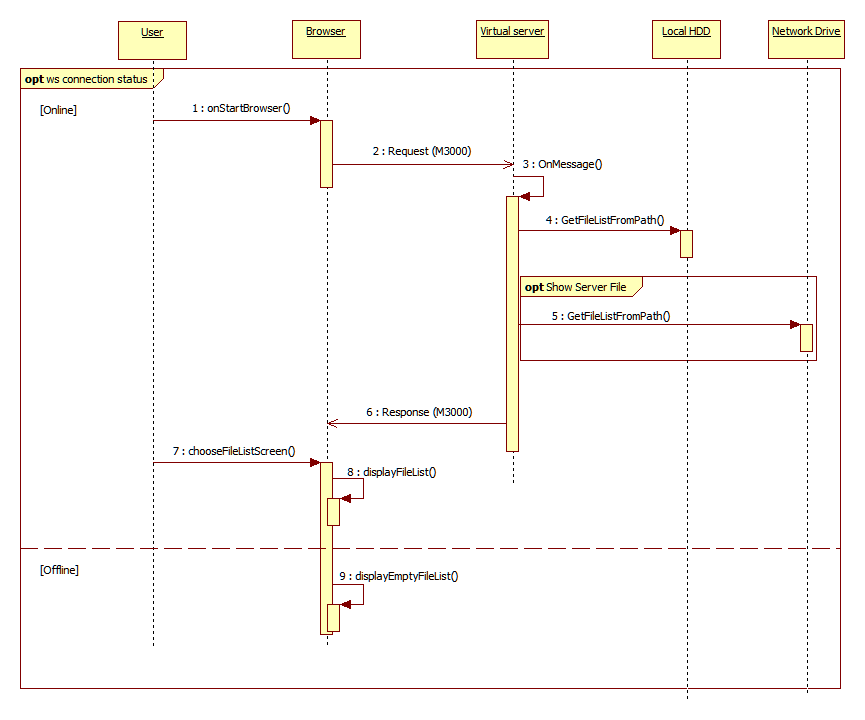 User
Browser
Virtual server
Local HDD
Network Drive
opt ws connection status
[Online]
1 : onStartBrowser()
2 : Request (M3000)
3 : OnMessage()
4 : GetFileListFromPath()
opt Show Server File
5 : GetFileListFromPath()
6 : Response (M3000)
7 : chooseFileListScreen()
8 : displayFileList()
[Offline]
9 : displayEmptyFileList()